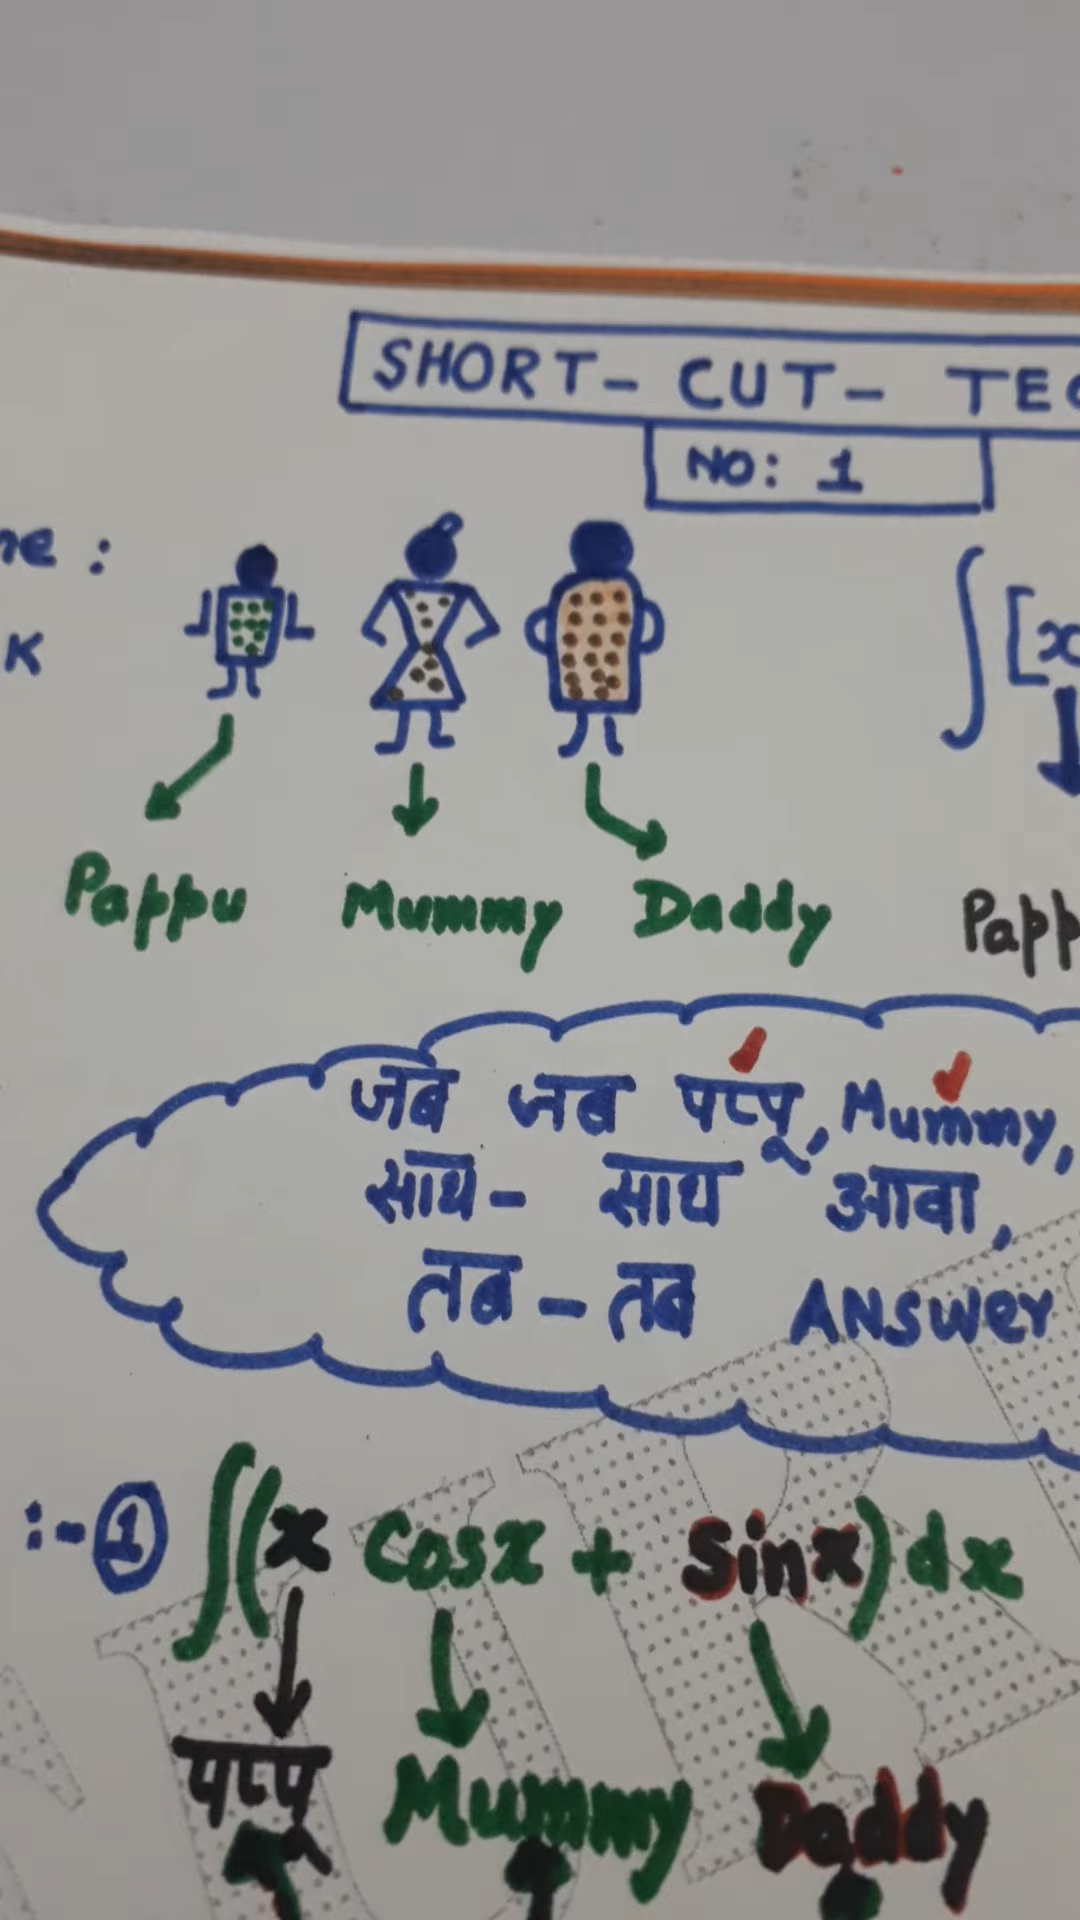 SHORT- CUT- TEC
NO: 1
ne :
K
∫ [x
Pappu Mummy Daddy
Papp
जब जब पप्पू, Mummy,
साथ- साथ आवा,
तब - तब ANSWer
:- ① ∫(x Cosx + Sinx) dx
पप्पू Mummy Daddy